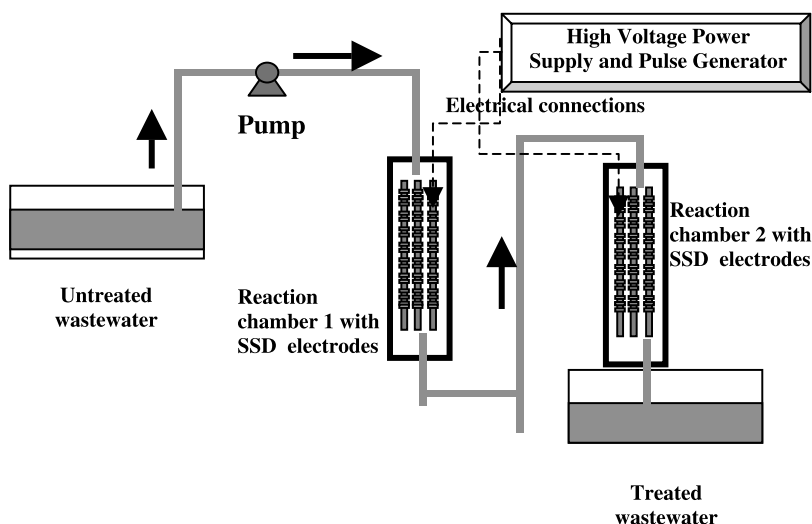 High Voltage Power
Supply and Pulse Generator
Electrical connections
Pump
Untreated
wastewater
Reaction
chamber 1 with
SSD electrodes
Reaction
chamber 2 with
SSD electrodes
Treated
wastewater